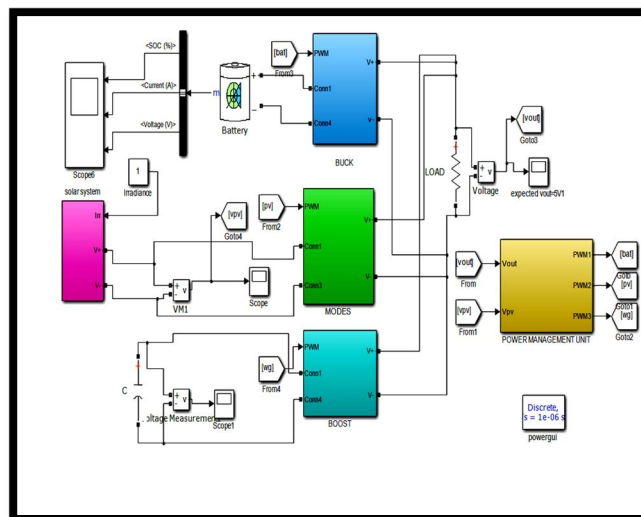 <SOC (%)>
<Current (A)>
<Voltage (V)>
Scope6
m
+
−
Battery
[bat]
From3
PWM
Conn1
Conn4
V+
V-
BUCK
1
Irradiance
solar system
Irr
V+
V-
[pv]
From2
[vpv]
Goto4
+
-
v
VM1
Scope
PWM
Conn1
Conn3
V+
V-
MODES
+
LOAD
+
-
v
Voltage
[vout]
Goto3
expected vout=5V1
[vout]
From
[vpv]
From1
Vout
Vpv
PWM1
PWM2
PWM3
POWER MANAGEMENT UNIT
[bat]
Goto
[pv]
Goto1
[wg]
Goto2
+
C
+
-
v
oltage Measurement
Scope1
[wg]
From4
PWM
Conn1
Conn4
V+
V-
BOOST
Discrete,
s = 1e-06 s
powergui